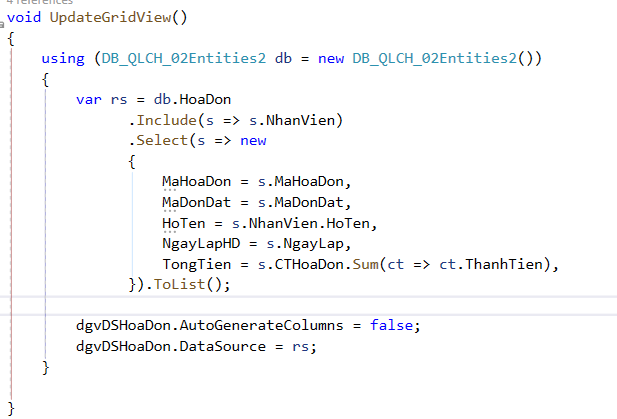 4 references
void UpdateGridView()
{
using (DB_QLCH_02Entities2 db = new DB_QLCH_02Entities2())
{
var rs = db.HoaDon
.Include(s => s.NhanVien)
.Select(s => new
{
MaHoaDon = s.MaHoaDon,
MaDonDat = s.MaDonDat,
HoTen = s.NhanVien.HoTen,
NgayLapHD = s.NgayLap,
TongTien = s.CTHoaDon.Sum(ct => ct.ThanhTien),
}).ToList();
dgvDSHoaDon.AutoGenerateColumns = false;
dgvDSHoaDon.DataSource = rs;
}
}